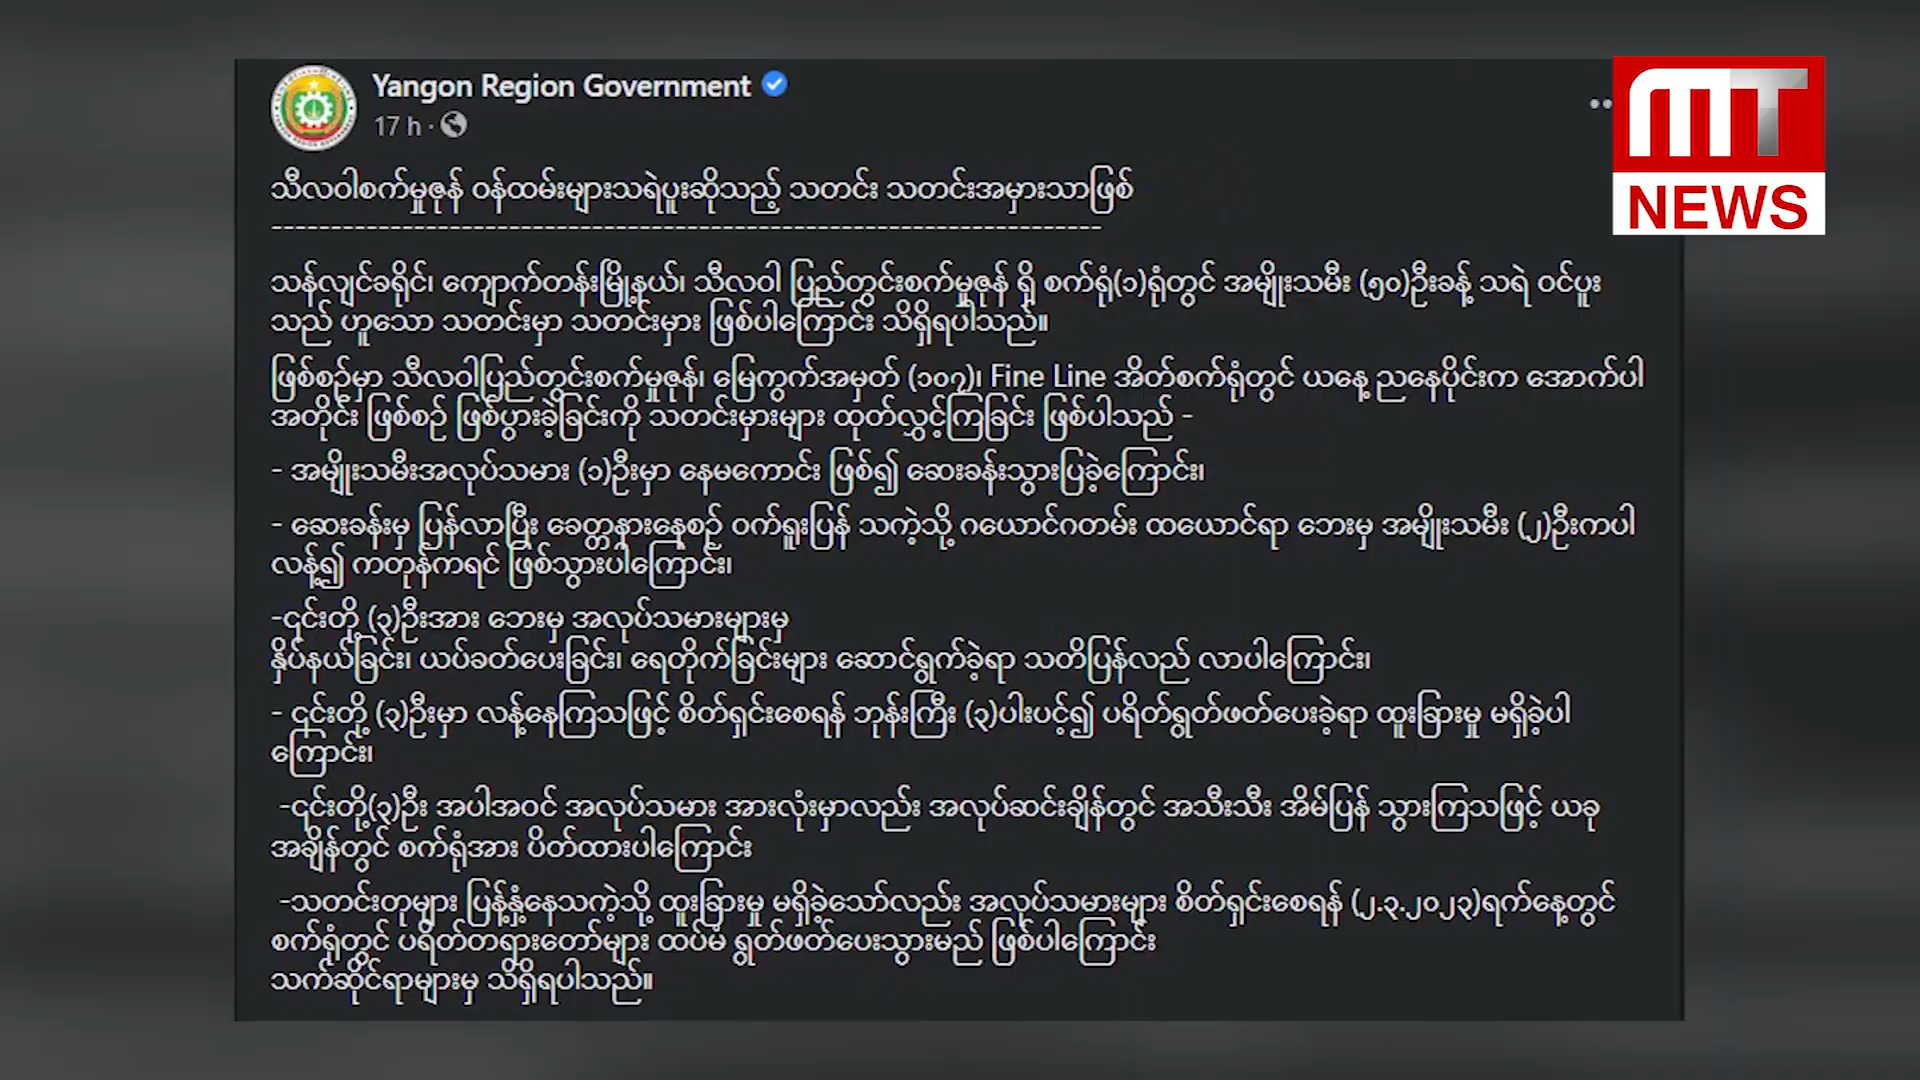 Yangon Region Government
17 h ·
MT
NEWS
သီလဝါစက်မှုဇုန် ဝန်ထမ်းများသရဲပူးဆိုသည့် သတင်း သတင်းအမှားသာဖြစ်
----------------------------------------------------------------------
သန်လျင်ခရိုင်၊ ကျောက်တန်းမြို့နယ်၊ သီလဝါ ပြည်တွင်းစက်မှုဇုန် ရှိ စက်ရုံ(၁)ရုံတွင် အမျိုးသမီး (၅၀)ဦးခန့် သရဲ ဝင်ပူး
သည် ဟူသော သတင်းမှာ သတင်းမှား ဖြစ်ပါကြောင်း သိရှိရပါသည်။
ဖြစ်စဉ်မှာ သီလဝါပြည်တွင်းစက်မှုဇုန်၊ မြေကွက်အမှတ် (၁၀၇)၊ Fine Line အိတ်စက်ရုံတွင် ယနေ့ ညနေပိုင်းက အောက်ပါ
အတိုင်း ဖြစ်စဉ် ဖြစ်ပွားခဲ့ခြင်းကို သတင်းမှားများ ထုတ်လွှင့်ကြခြင်း ဖြစ်ပါသည် -
- အမျိုးသမီးအလုပ်သမား (၁)ဦးမှာ နေမကောင်း ဖြစ်၍ ဆေးခန်းသွားပြခဲ့ကြောင်း၊
- ဆေးခန်းမှ ပြန်လာပြီး ခေတ္တနားနေစဉ် ဝက်ရူးပြန် သကဲ့သို့ ဂယောင်ဂတမ်း ထယောင်ရာ ဘေးမှ အမျိုးသမီး (၂)ဦးကပါ
လန့်၍ ကတုန်ကရင် ဖြစ်သွားပါကြောင်း၊
-၎င်းတို့ (၃)ဦးအား ဘေးမှ အလုပ်သမားများမှ
နှိပ်နယ်ခြင်း၊ ယပ်ခတ်ပေးခြင်း၊ ရေတိုက်ခြင်းများ ဆောင်ရွက်ခဲ့ရာ သတိပြန်လည် လာပါကြောင်း၊
- ၎င်းတို့ (၃)ဦးမှာ လန့်နေကြသဖြင့် စိတ်ရှင်းစေရန် ဘုန်းကြီး (၃)ပါးပင့်၍ ပရိတ်ရွတ်ဖတ်ပေးခဲ့ရာ ထူးခြားမှု မရှိခဲ့ပါ
ကြောင်း၊
-၎င်းတို့(၃)ဦး အပါအဝင် အလုပ်သမား အားလုံးမှာလည်း အလုပ်ဆင်းချိန်တွင် အသီးသီး အိမ်ပြန် သွားကြသဖြင့် ယခု
အချိန်တွင် စက်ရုံအား ပိတ်ထားပါကြောင်း
-သတင်းတုများ ပြန့်နှံ့နေသကဲ့သို့ ထူးခြားမှု မရှိခဲ့သော်လည်း အလုပ်သမားများ စိတ်ရှင်းစေရန် (၂.၃.၂၀၂၃)ရက်နေ့တွင်
စက်ရုံတွင် ပရိတ်တရားတော်များ ထပ်မံ ရွတ်ဖတ်ပေးသွားမည် ဖြစ်ပါကြောင်း
သက်ဆိုင်ရာများမှ သိရှိရပါသည်။